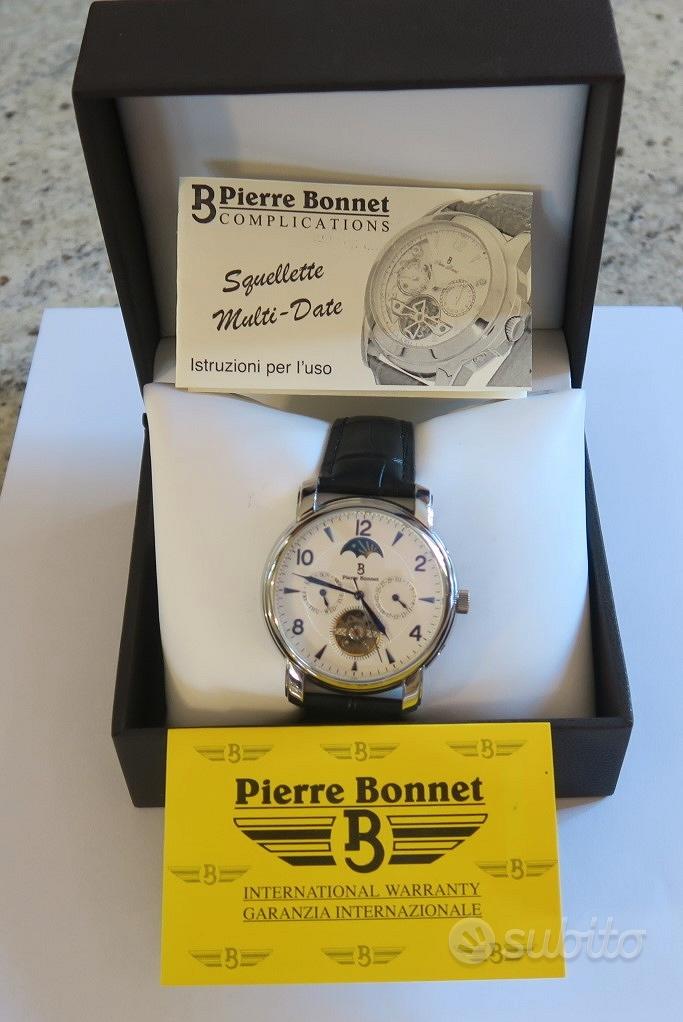 B Pierre Bonnet
COMPLICATIONS
Squellette
Multi-Date
Istruzioni per l'uso
12
10
2
B
Pierre Bonnet
8
4
B B B
Pierre Bonnet
B
B B
INTERNATIONAL WARRANTY
GARANZIA INTERNAZIONALE
B B B
subito